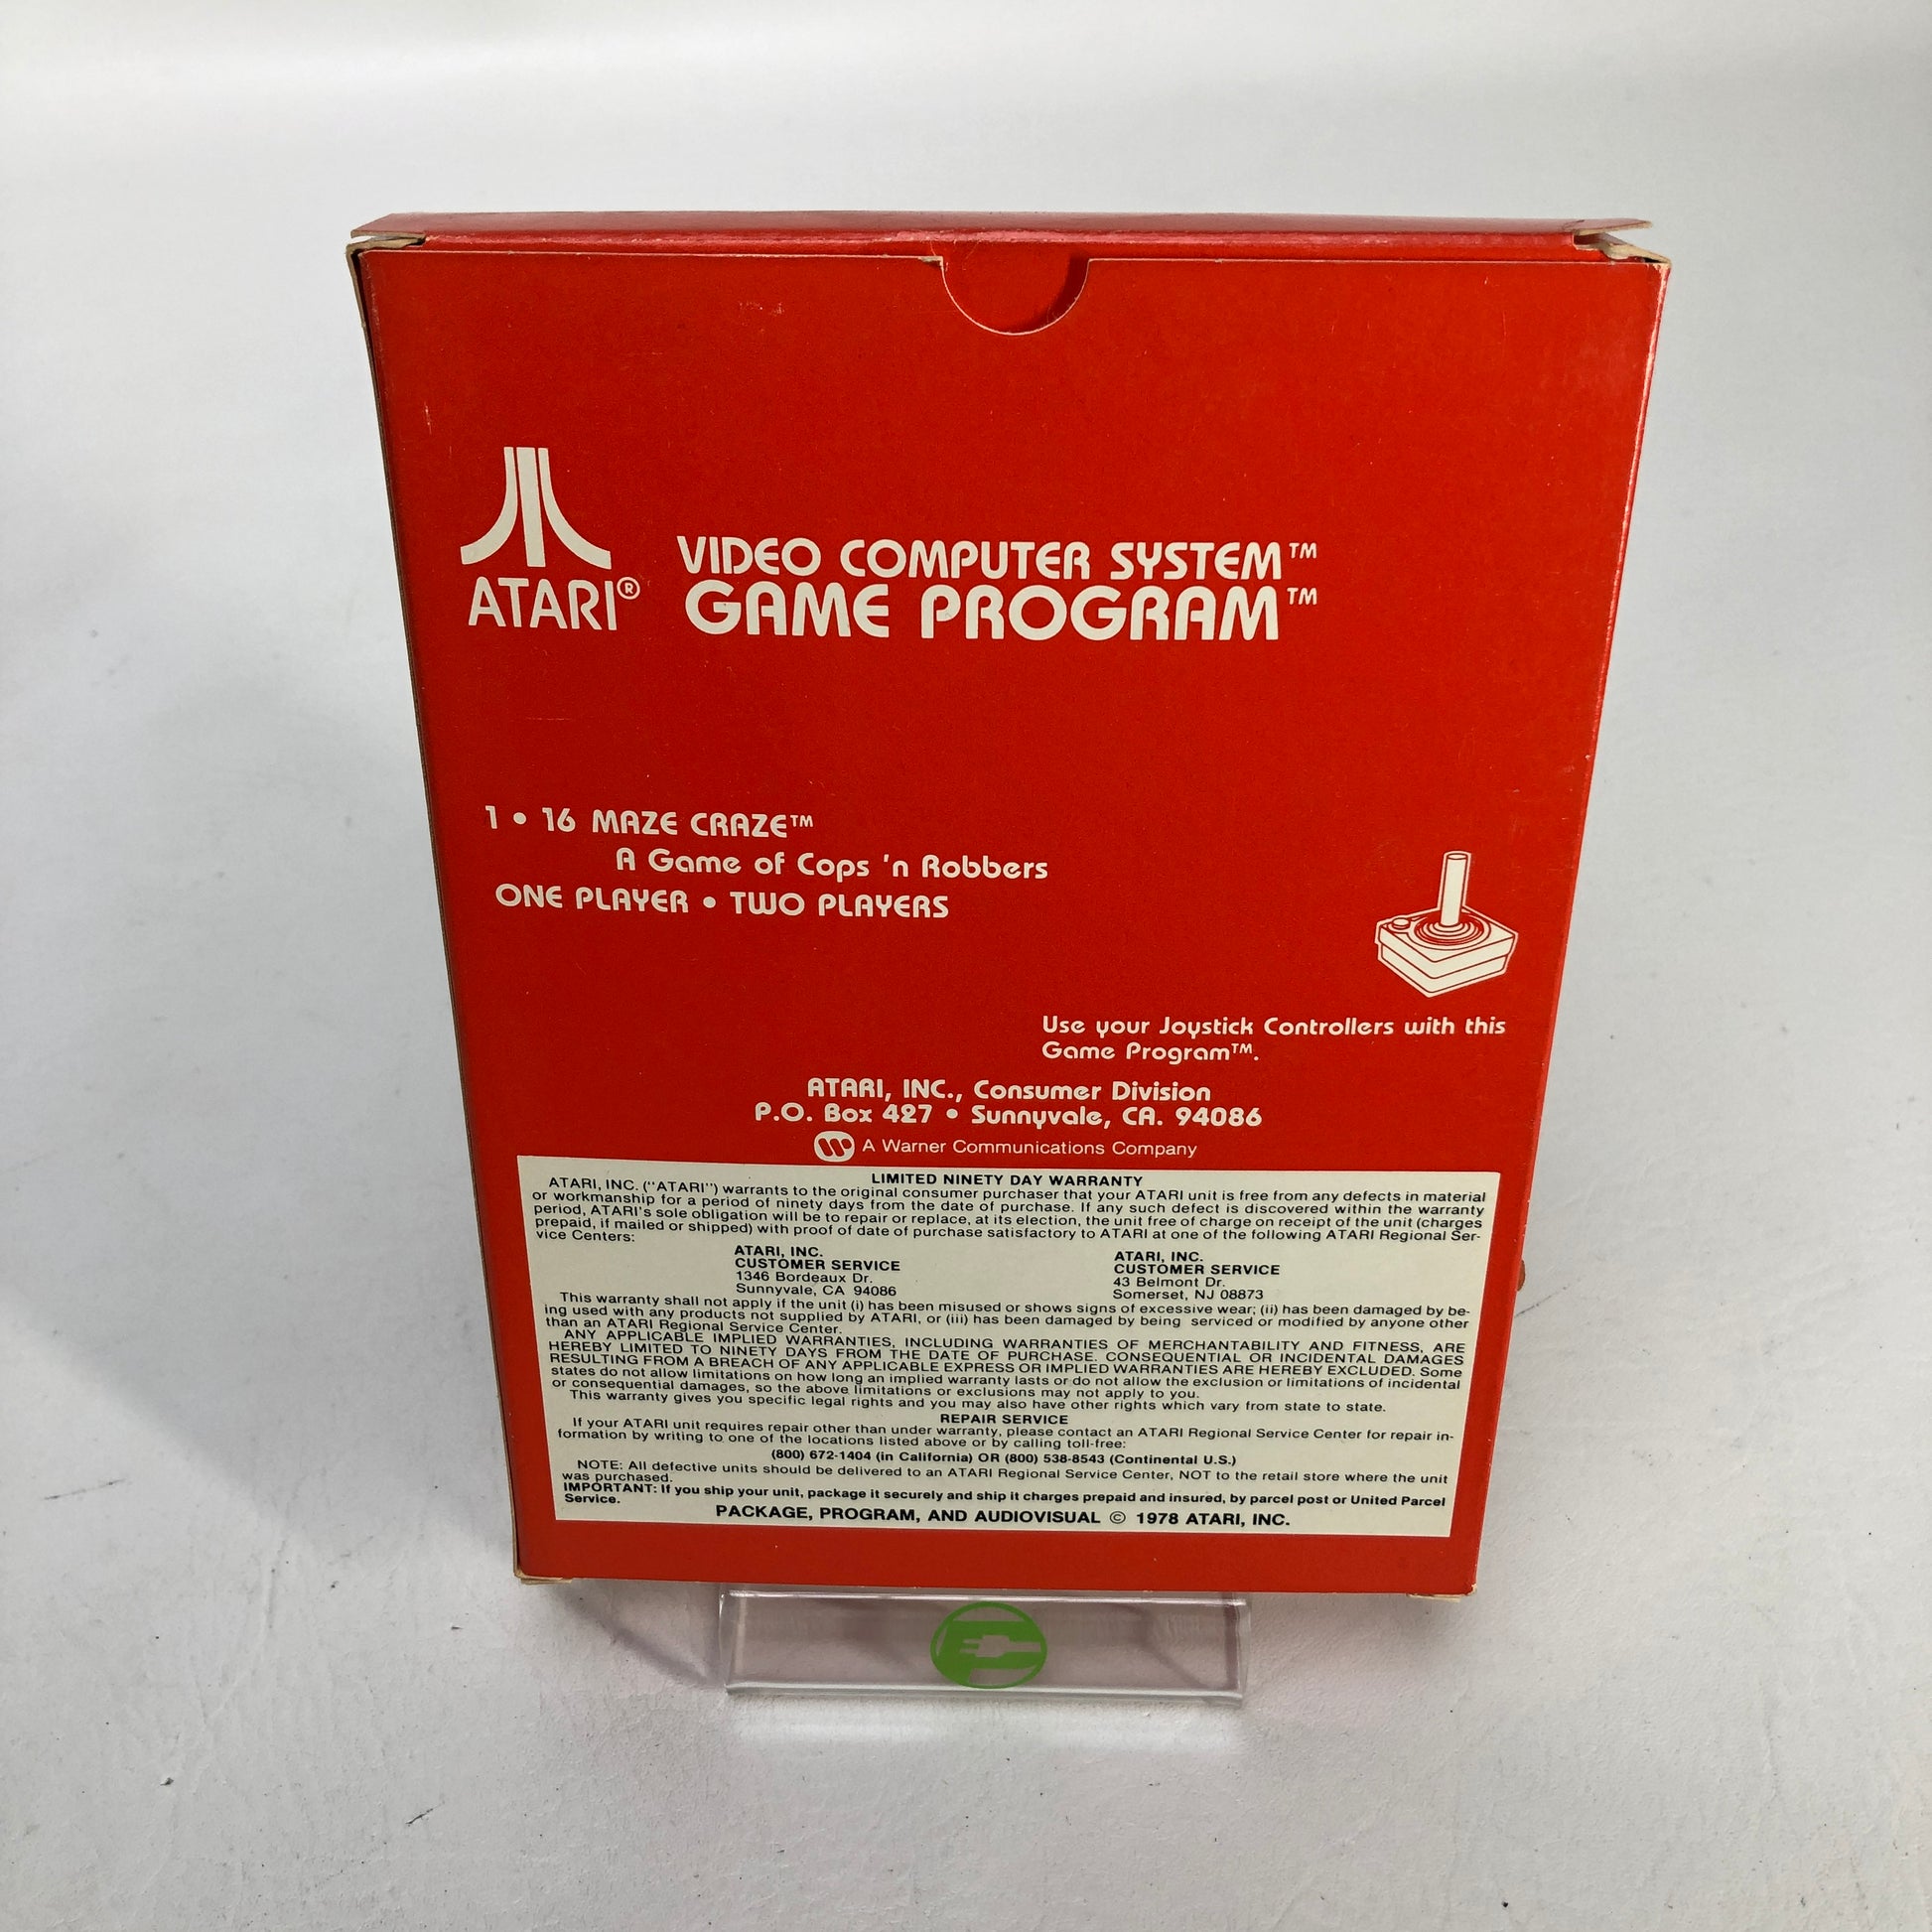 ATARI®
VIDEO COMPUTER SYSTEM™
GAME PROGRAM™
1 • 16 MAZE CRAZE™
A Game of Cops 'n Robbers
ONE PLAYER • TWO PLAYERS
Use your Joystick Controllers with this
Game Program™.
ATARI, INC., Consumer Division
P.O. Box 427 • Sunnyvale, CA. 94086
A Warner Communications Company
LIMITED NINETY DAY WARRANTY
ATARI, INC. ("ATARI") warrants to the original consumer purchaser that your ATARI unit is free from any defects in material
or workmanship for a period of ninety days from the date of purchase. If any such defect is discovered within the warranty
period, ATARI's sole obligation will be to repair or replace, at its election, the unit free of charge on receipt of the unit (charges
prepaid, if mailed or shipped) with proof of date of purchase satisfactory to ATARI at one of the following ATARI Regional Ser-
vice Centers:
ATARI, INC.
CUSTOMER SERVICE
1346 Bordeaux Dr.
Sunnyvale, CA 94086
ATARI, INC.
CUSTOMER SERVICE
43 Belmont Dr.
Somerset, NJ 08873
This warranty shall not apply if the unit (i) has been misused or shows signs of excessive wear; (ii) has been damaged by be-
ing used with any products not supplied by ATARI, or (iii) has been damaged by being serviced or modified by anyone other
than an ATARI Regional Service Center.
ANY APPLICABLE IMPLIED WARRANTIES, INCLUDING WARRANTIES OF MERCHANTABILITY AND FITNESS, ARE
HEREBY LIMITED TO NINETY DAYS FROM THE DATE OF PURCHASE. CONSEQUENTIAL OR INCIDENTAL DAMAGES
RESULTING FROM A BREACH OF ANY APPLICABLE EXPRESS OR IMPLIED WARRANTIES ARE HEREBY EXCLUDED. Some
states do not allow limitations on how long an implied warranty lasts or do not allow the exclusion or limitations of incidental
or consequential damages, so the above limitations or exclusions may not apply to you.
This warranty gives you specific legal rights and you may also have other rights which vary from state to state.
REPAIR SERVICE
If your ATARI unit requires repair other than under warranty, please contact an ATARI Regional Service Center for repair in-
formation by writing to one of the locations listed above or by calling toll-free:
(800) 672-1404 (in California) OR (800) 538-8543 (Continental U.S.)
NOTE: All defective units should be delivered to an ATARI Regional Service Center, NOT to the retail store where the unit
was purchased.
IMPORTANT: If you ship your unit, package it securely and ship it charges prepaid and insured, by parcel post or United Parcel
Service.
PACKAGE, PROGRAM, AND AUDIOVISUAL © 1978 ATARI, INC.